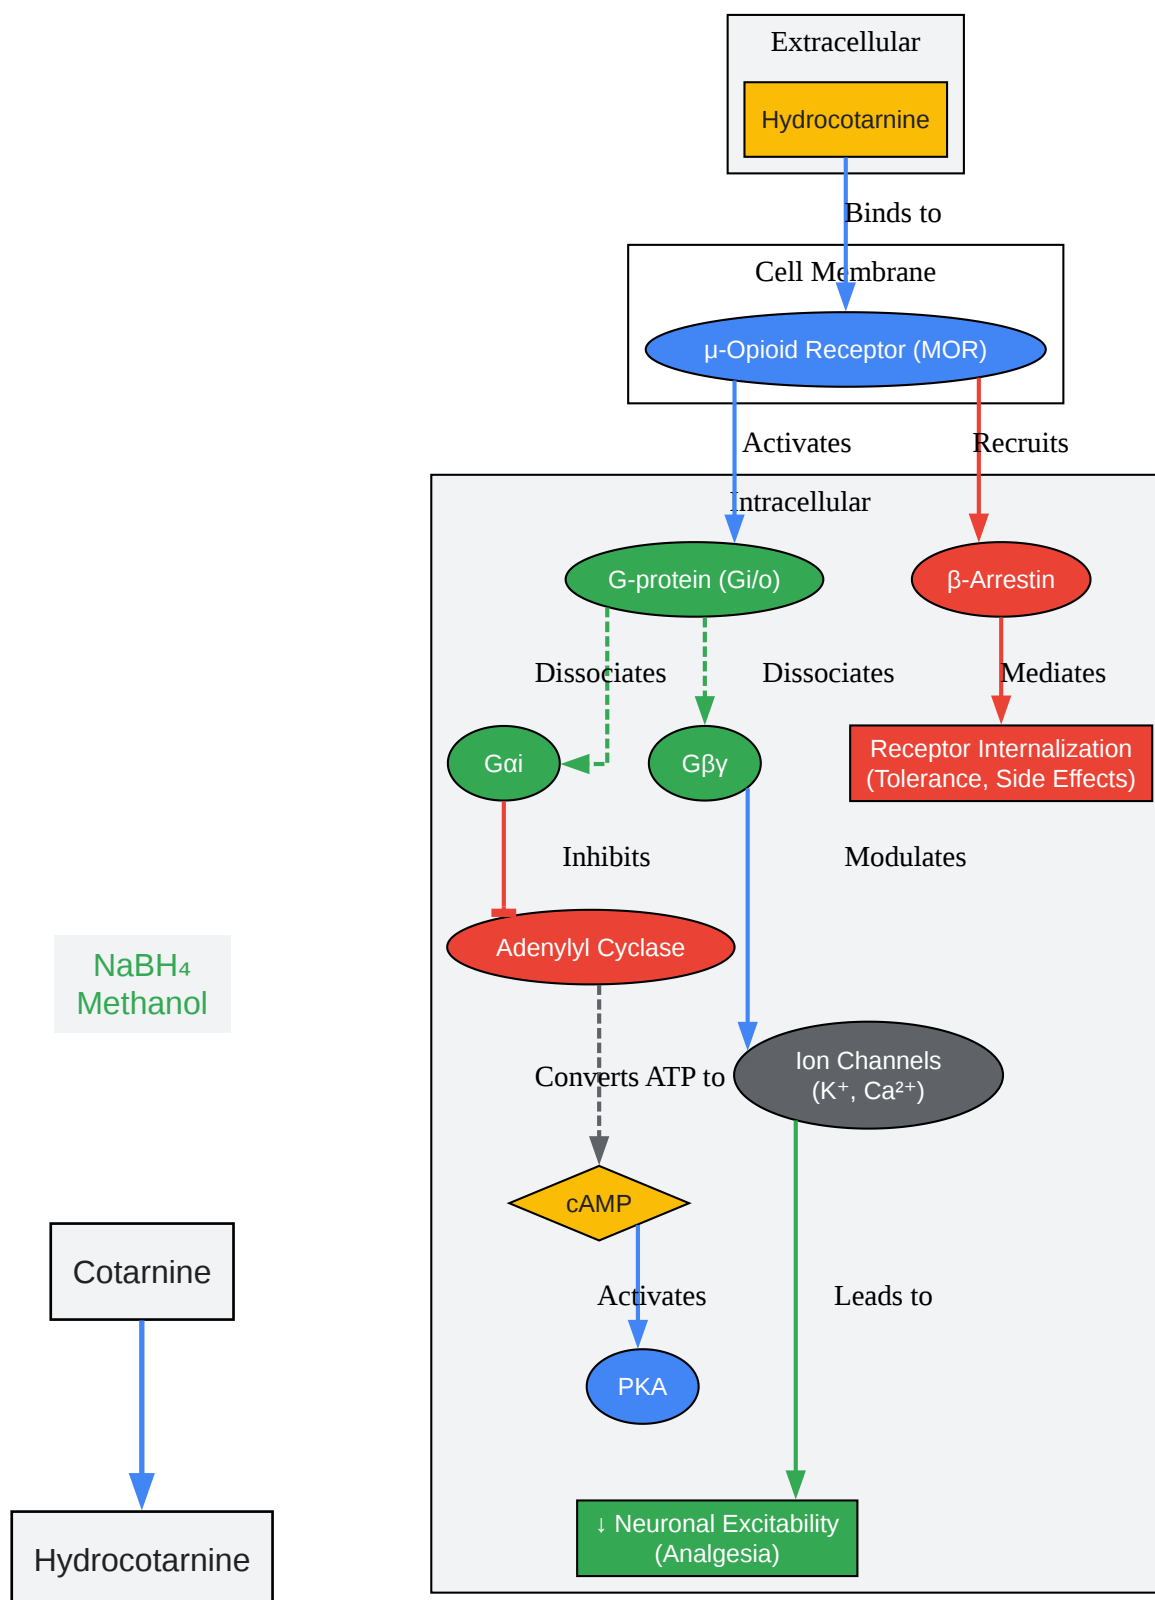 Extracellular
Hydrocotarnine
Binds to
Cell Membrane
μ-Opioid Receptor (MOR)
Activates
Recruits
Intracellular
G-protein (Gi/o)
β-Arrestin
Dissociates
Dissociates
Mediates
Gαi
Gβγ
Receptor Internalization
(Tolerance, Side Effects)
Inhibits
Modulates
Adenylyl Cyclase
NaBH₄
Methanol
Ion Channels
(K⁺, Ca²⁺)
Converts ATP to
cAMP
Cotarnine
Activates
Leads to
PKA
↓ Neuronal Excitability
(Analgesia)
Hydrocotarnine